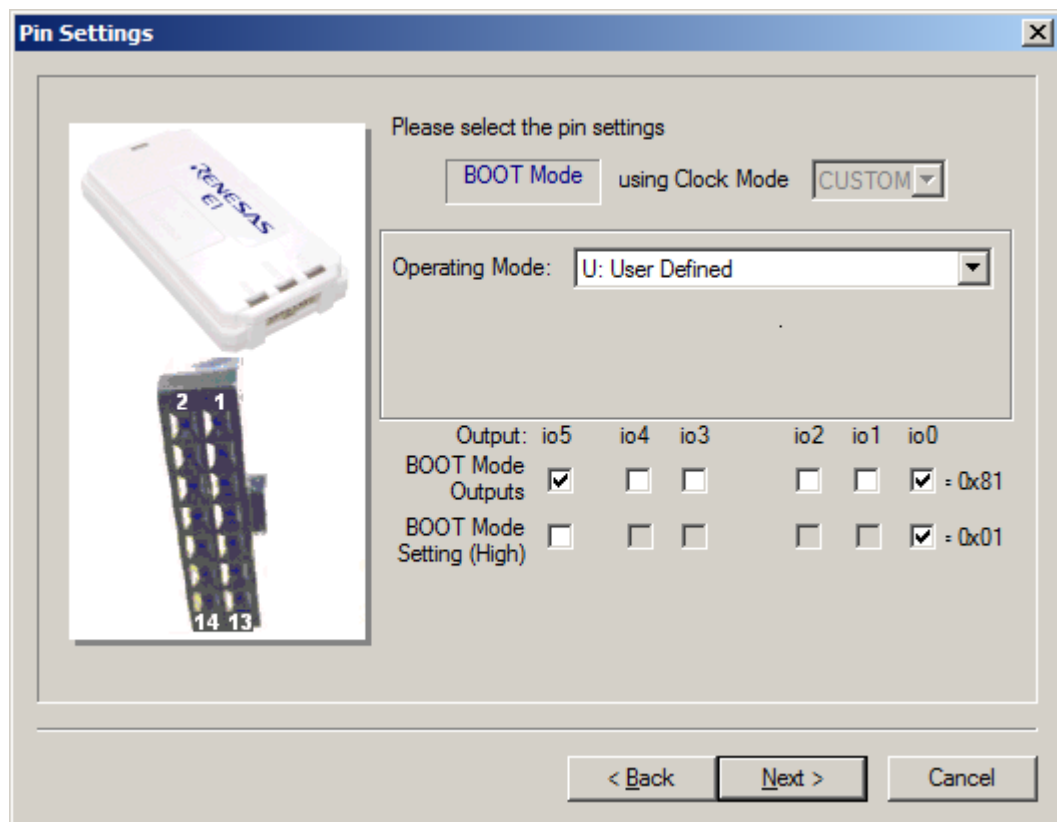 Pin Settings
RENESAS
E1
2 1
14 13
Please select the pin settings
BOOT Mode using Clock Mode CUSTOM
Operating Mode: U: User Defined
Output: io5 io4 io3 io2 io1 io0
BOOT Mode
Outputs = 0x81
BOOT Mode
Setting (High) = 0x01
< Back Next > Cancel